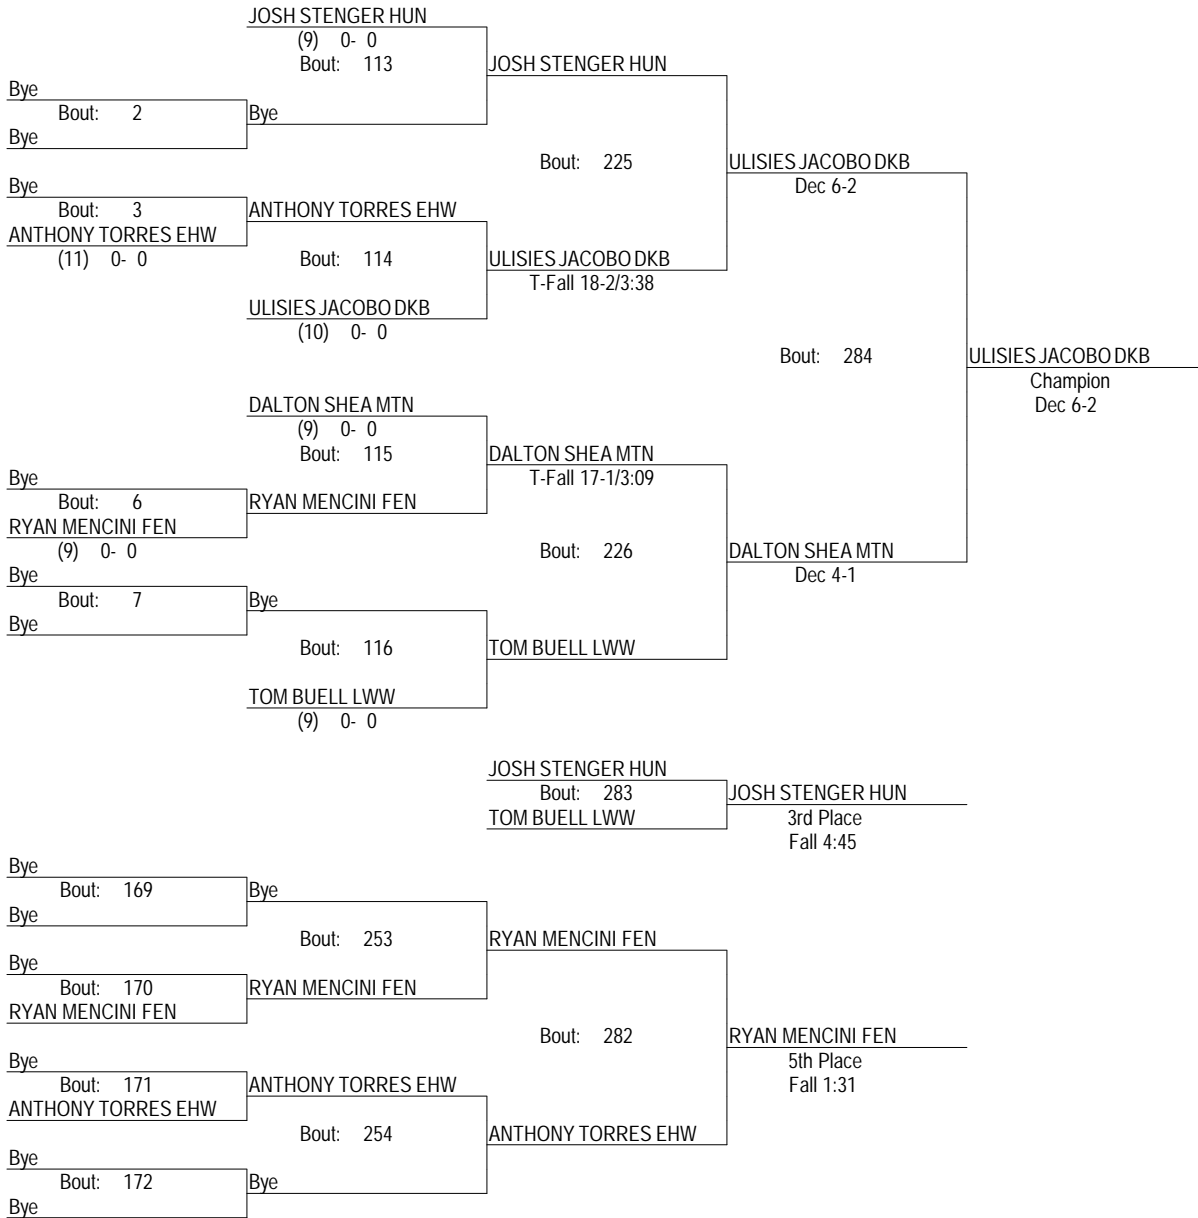 JOSH STENGER HUN
(9) 0- 0
Bout: 113
JOSH STENGER HUN
Bye
Bout: 2
Bye
Bye
Bout: 225
ULISIES JACOBO DKB
Dec 6-2
Bye
Bout: 3
ANTHONY TORRES EHW
ANTHONY TORRES EHW
(11) 0- 0
Bout: 114
ULISIES JACOBO DKB
T-Fall 18-2/3:38
ULISIES JACOBO DKB
(10) 0- 0
Bout: 284
ULISIES JACOBO DKB
Champion
Dec 6-2
DALTON SHEA MTN
(9) 0- 0
Bout: 115
DALTON SHEA MTN
T-Fall 17-1/3:09
Bye
Bout: 6
RYAN MENCINI FEN
RYAN MENCINI FEN
(9) 0- 0
Bout: 226
DALTON SHEA MTN
Dec 4-1
Bye
Bout: 7
Bye
Bye
Bout: 116
TOM BUELL LWW
TOM BUELL LWW
(9) 0- 0
JOSH STENGER HUN
Bout: 283
JOSH STENGER HUN
TOM BUELL LWW
3rd Place
Fall 4:45
Bye
Bout: 169
Bye
Bye
Bout: 253
RYAN MENCINI FEN
Bye
Bout: 170
RYAN MENCINI FEN
RYAN MENCINI FEN
Bout: 282
RYAN MENCINI FEN
5th Place
Fall 1:31
Bye
Bout: 171
ANTHONY TORRES EHW
ANTHONY TORRES EHW
Bout: 254
ANTHONY TORRES EHW
Bye
Bout: 172
Bye
Bye